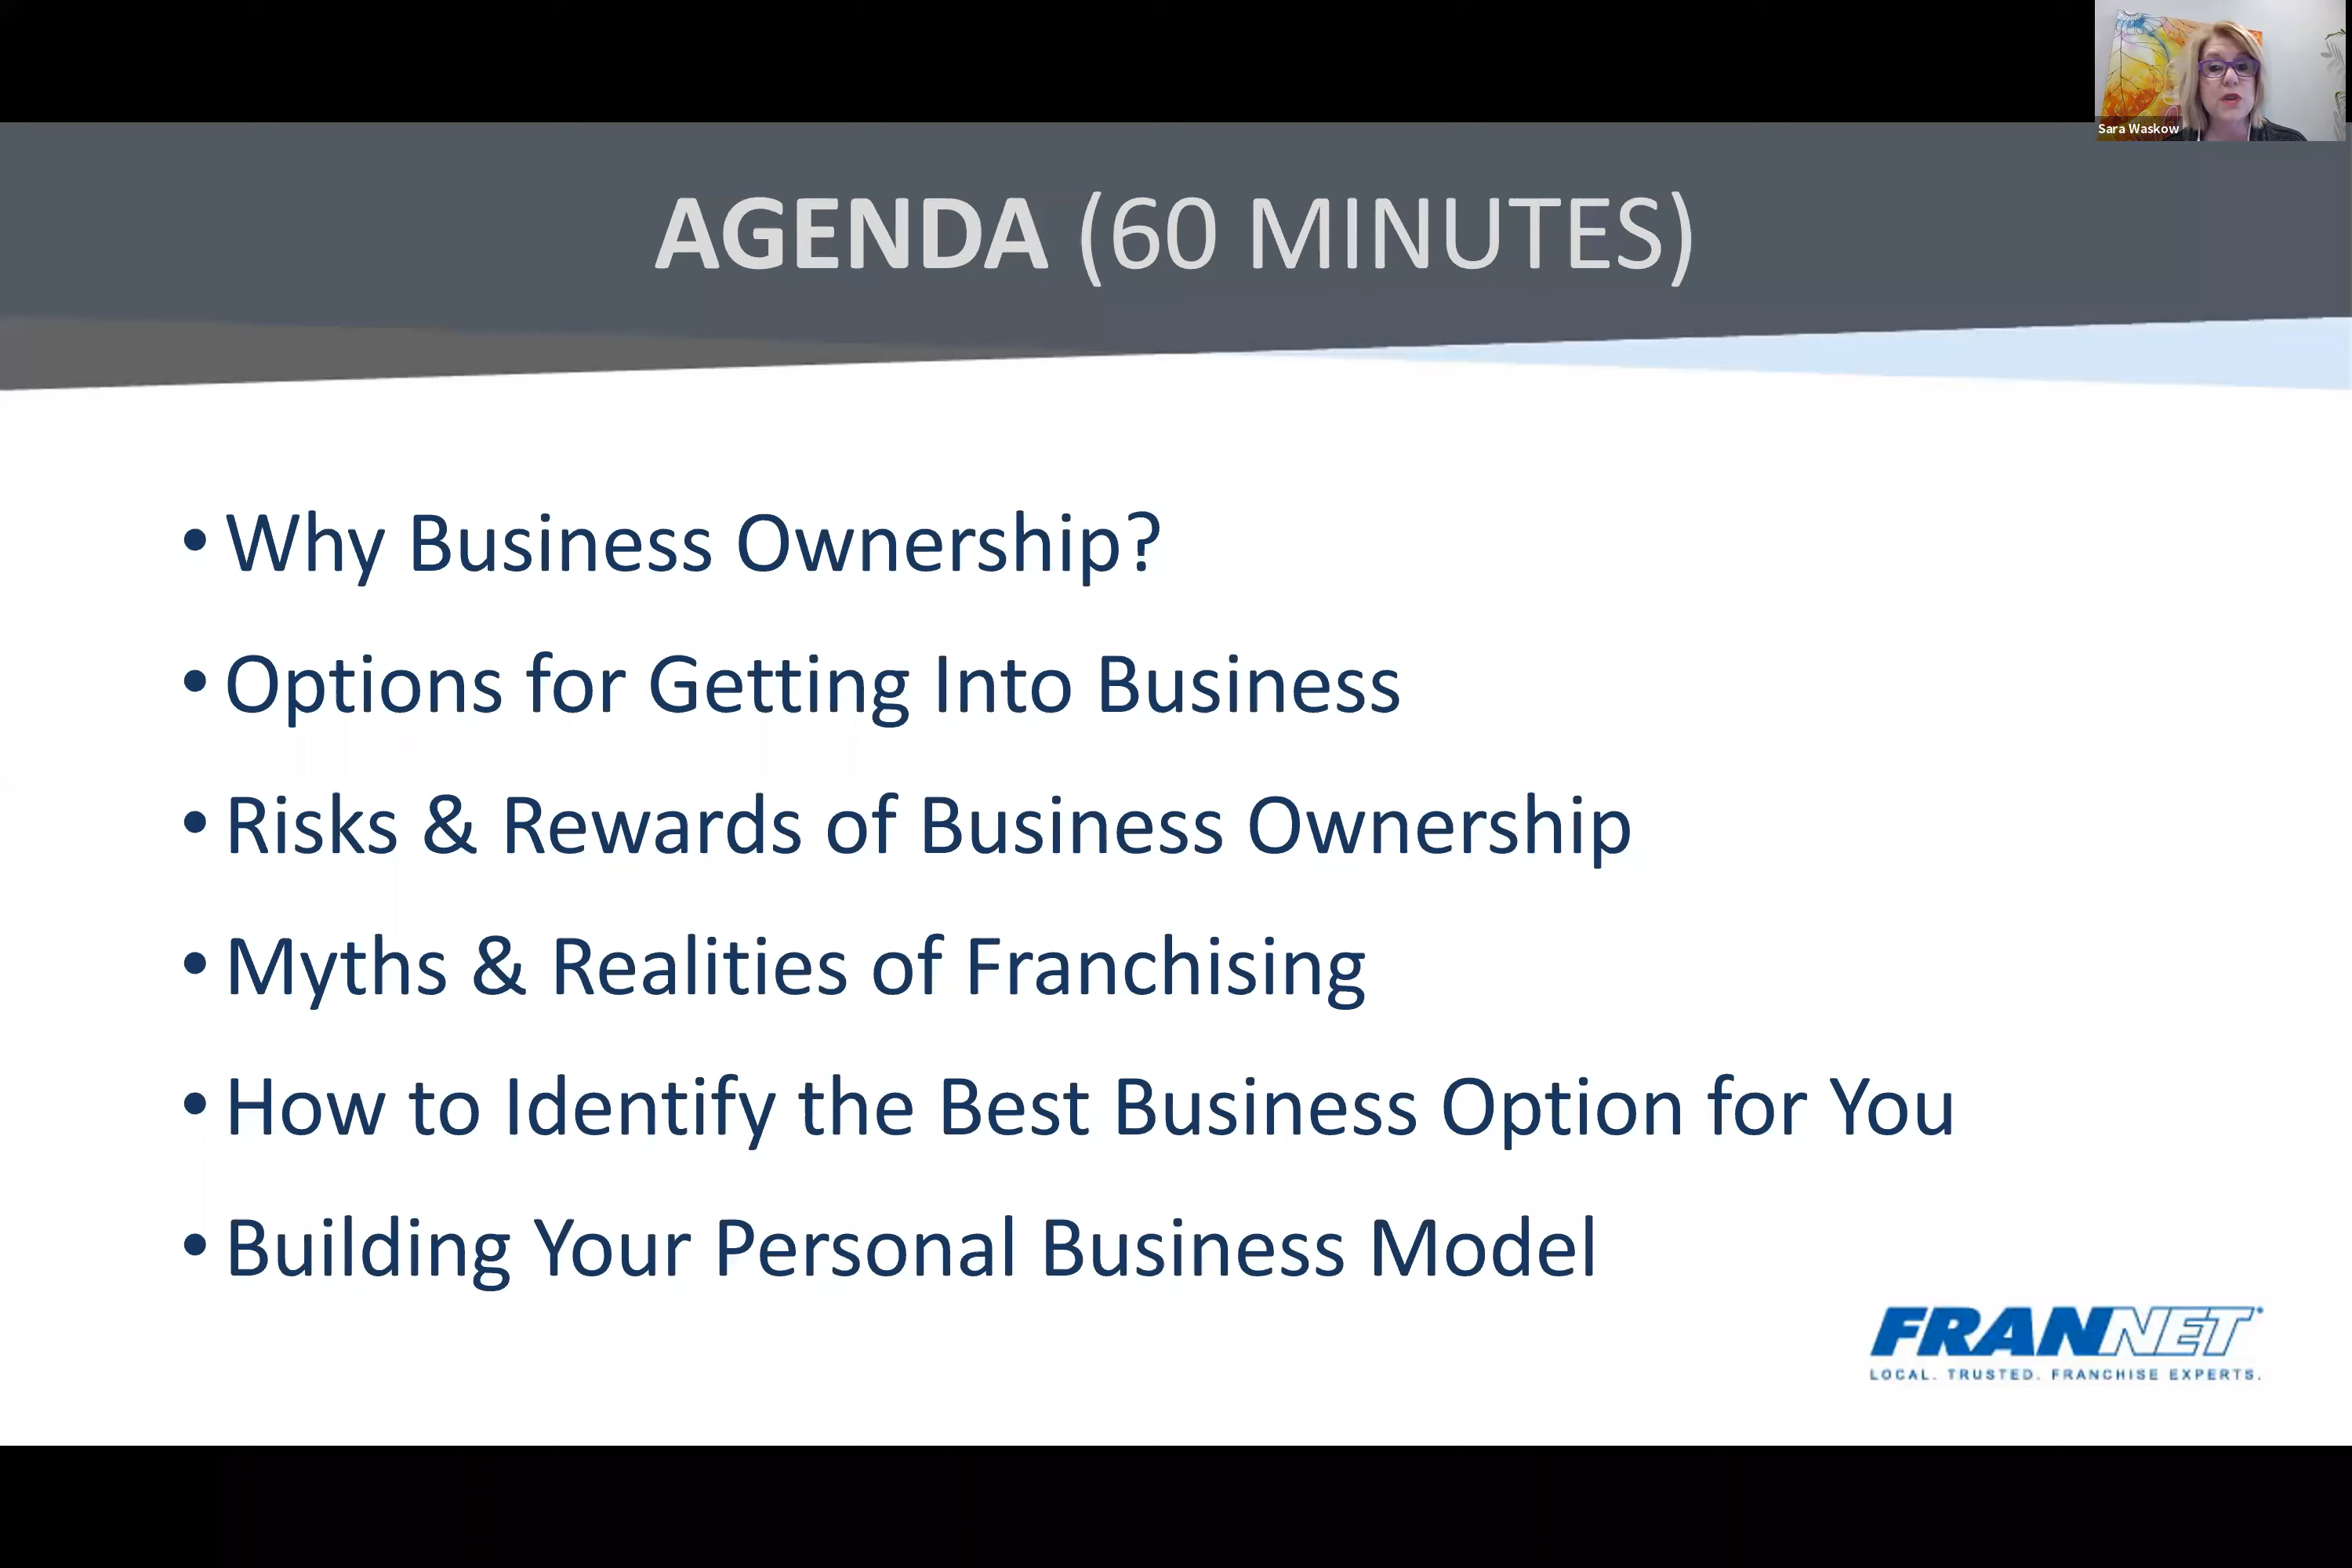 Sara Waskow
AGENDA (60 MINUTES)
• Why Business Ownership?
• Options for Getting Into Business
• Risks & Rewards of Business Ownership
• Myths & Realities of Franchising
• How to Identify the Best Business Option for You
• Building Your Personal Business Model
FRANNET
LOCAL. TRUSTED. FRANCHISE EXPERTS.